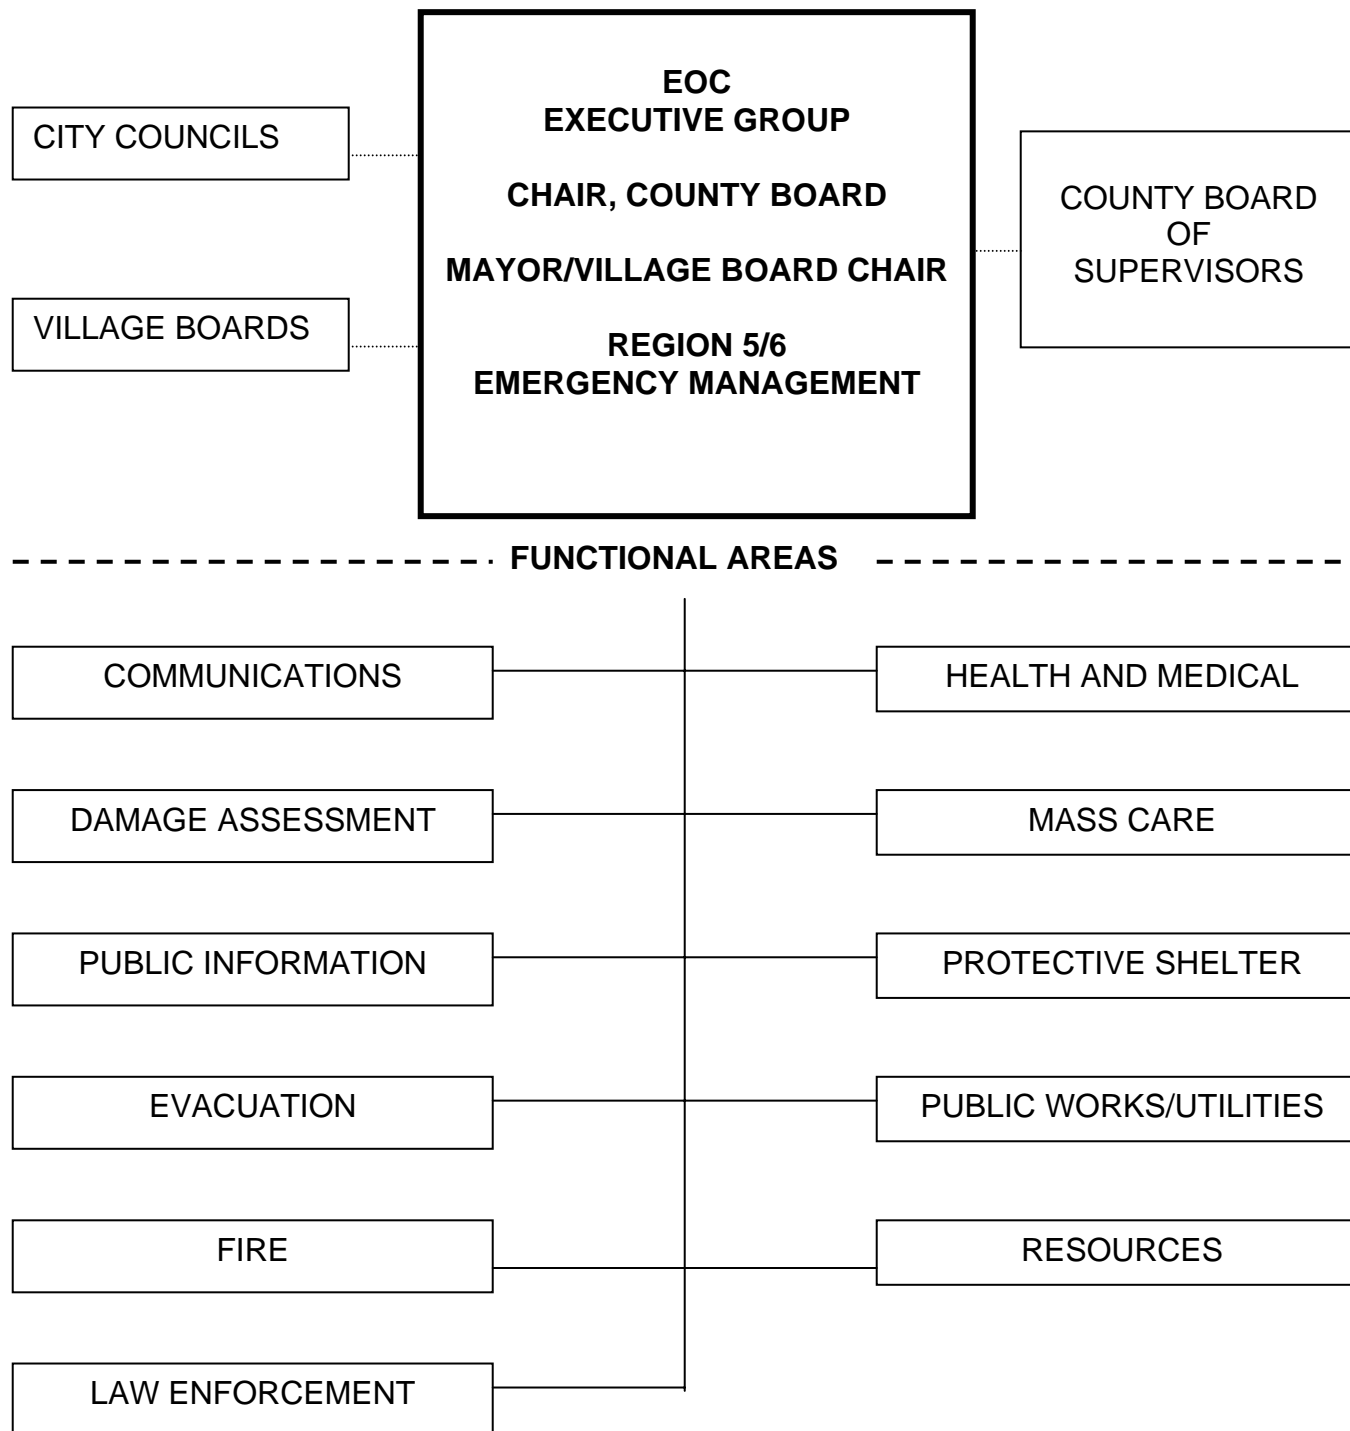 EOC
EXECUTIVE GROUP
CHAIR, COUNTY BOARD
MAYOR/VILLAGE BOARD CHAIR
REGION 5/6
EMERGENCY MANAGEMENT
CITY COUNCILS
VILLAGE BOARDS
COUNTY BOARD
OF
SUPERVISORS
FUNCTIONAL AREAS
COMMUNICATIONS
HEALTH AND MEDICAL
DAMAGE ASSESSMENT
MASS CARE
PUBLIC INFORMATION
PROTECTIVE SHELTER
EVACUATION
PUBLIC WORKS/UTILITIES
FIRE
RESOURCES
LAW ENFORCEMENT